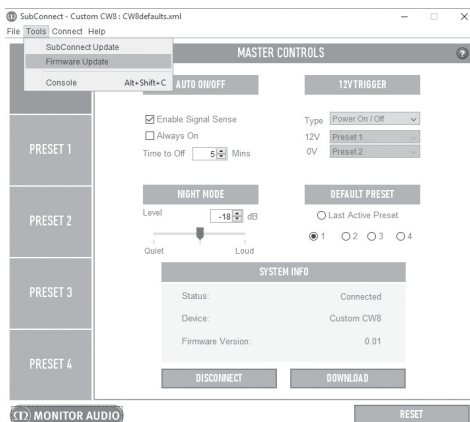 SubConnect - Custom CW8 : CW8defaults.xml
File Tools Connect Help
SubConnect Update
Firmware Update
Console Alt+Shift+C
MASTER CONTROLS
?
AUTO ON/OFF
12V TRIGGER
Enable Signal Sense
Always On
Time to Off 5 Mins
Type Power On / Off
12V Preset 1
0V Preset 2
PRESET 1
NIGHT MODE
DEFAULT PRESET
Level -18 dB
Quiet Loud
Last Active Preset
1 2 3 4
PRESET 2
SYSTEM INFO
Status: Connected
Device: Custom CW8
Firmware Version: 0.01
PRESET 3
PRESET 4
DISCONNECT
DOWNLOAD
MONITOR AUDIO
RESET